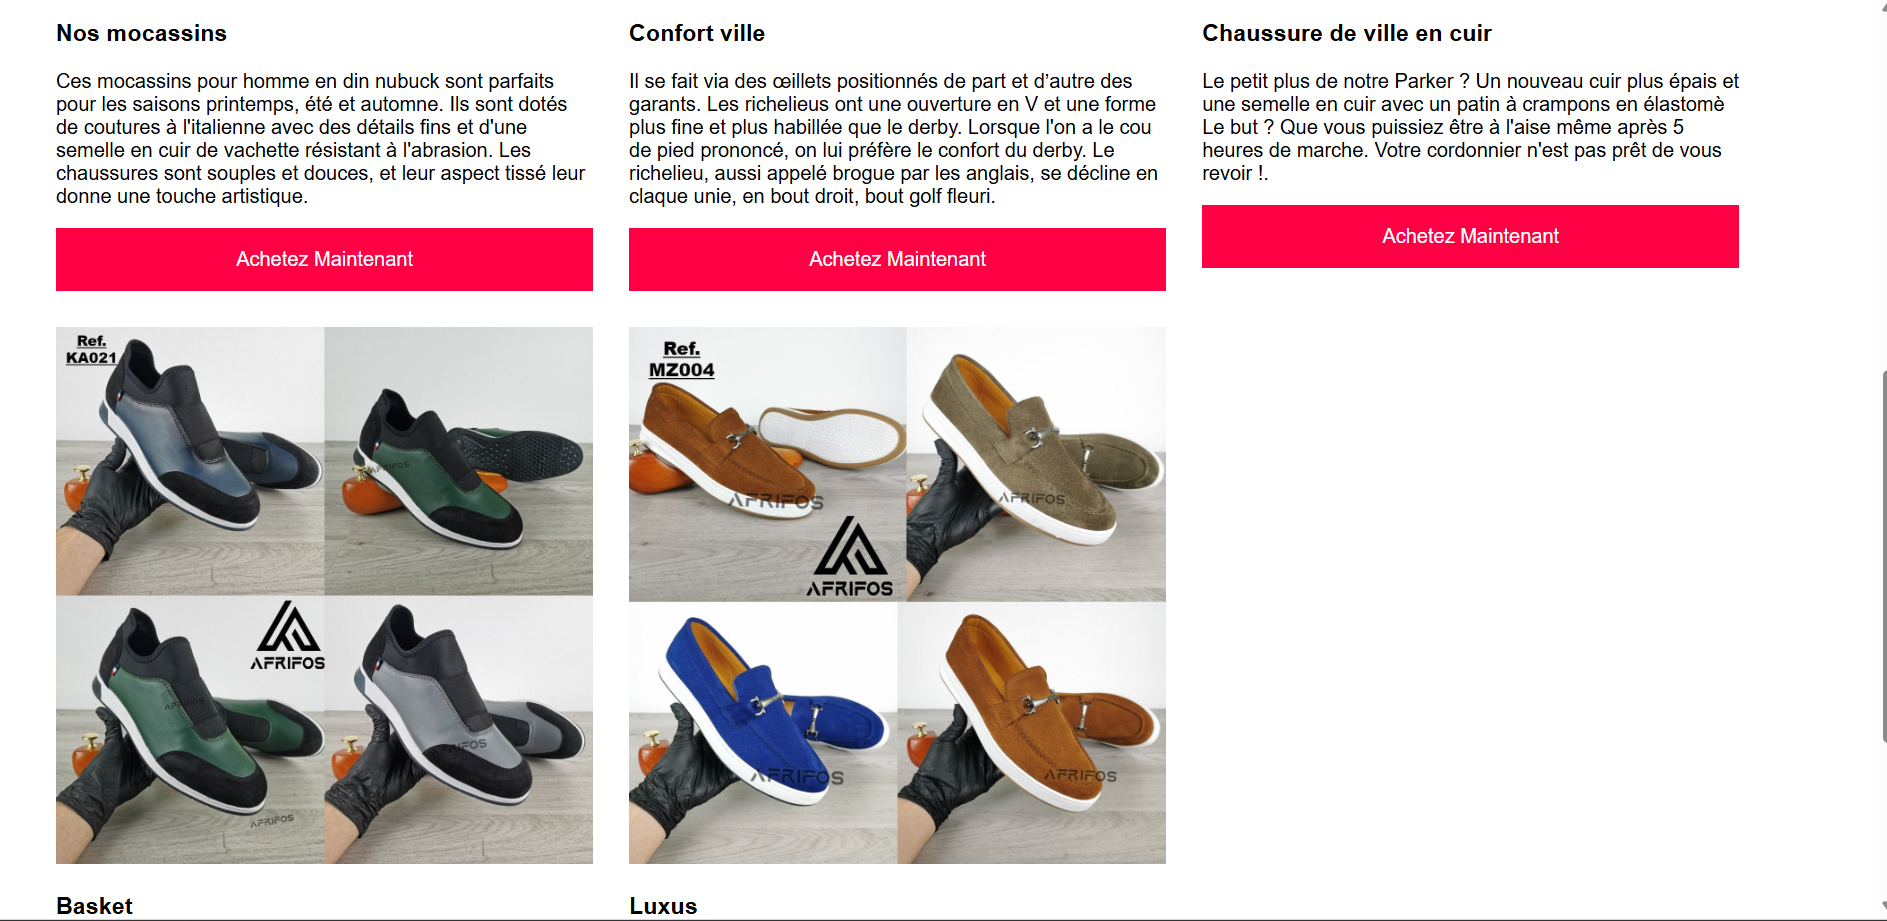 Nos mocassins
Ces mocassins pour homme en din nubuck sont parfaits
pour les saisons printemps, été et automne. Ils sont dotés
de coutures à l'italienne avec des détails fins et d'une
semelle en cuir de vachette résistant à l'abrasion. Les
chaussures sont souples et douces, et leur aspect tissé leur
donne une touche artistique.
Achetez Maintenant
Confort ville
Il se fait via des œillets positionnés de part et d’autre des
garants. Les richelieus ont une ouverture en V et une forme
plus fine et plus habillée que le derby. Lorsque l'on a le cou
de pied prononcé, on lui préfère le confort du derby. Le
richelieu, aussi appelé brogue par les anglais, se décline en
claque unie, en bout droit, bout golf fleuri.
Achetez Maintenant
Chaussure de ville en cuir
Le petit plus de notre Parker ? Un nouveau cuir plus épais et
une semelle en cuir avec un patin à crampons en élastomè
Le but ? Que vous puissiez être à l'aise même après 5
heures de marche. Votre cordonnier n'est pas prêt de vous
revoir !.
Achetez Maintenant
Ref.
KA021
AFRIFOS
AFRIFOS
AFRIFOS
AFRIFOS
AFRIFOS
Basket
Ref.
MZ004
AFRIFOS
AFRIFOS
AFRIFOS
AFRIFOS
AFRIFOS
Luxus